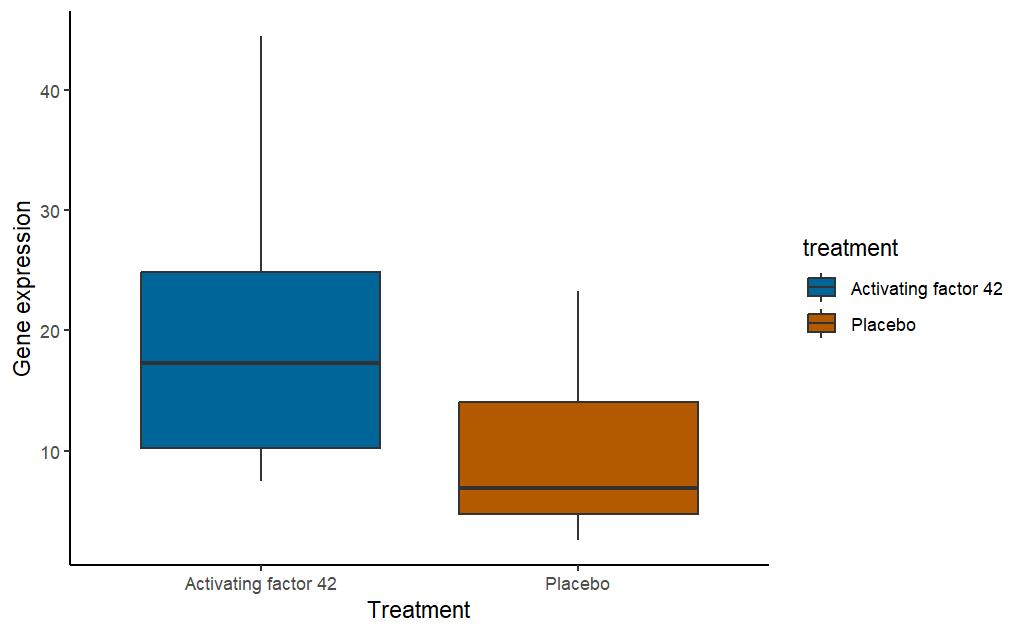 40
30
20
10
Gene expression
Activating factor 42
Placebo
Treatment
treatment
Activating factor 42
Placebo